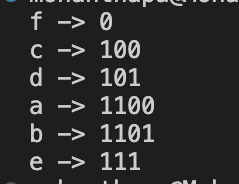 f -> 0
c -> 100
d -> 101
a -> 1100
b -> 1101
e -> 111